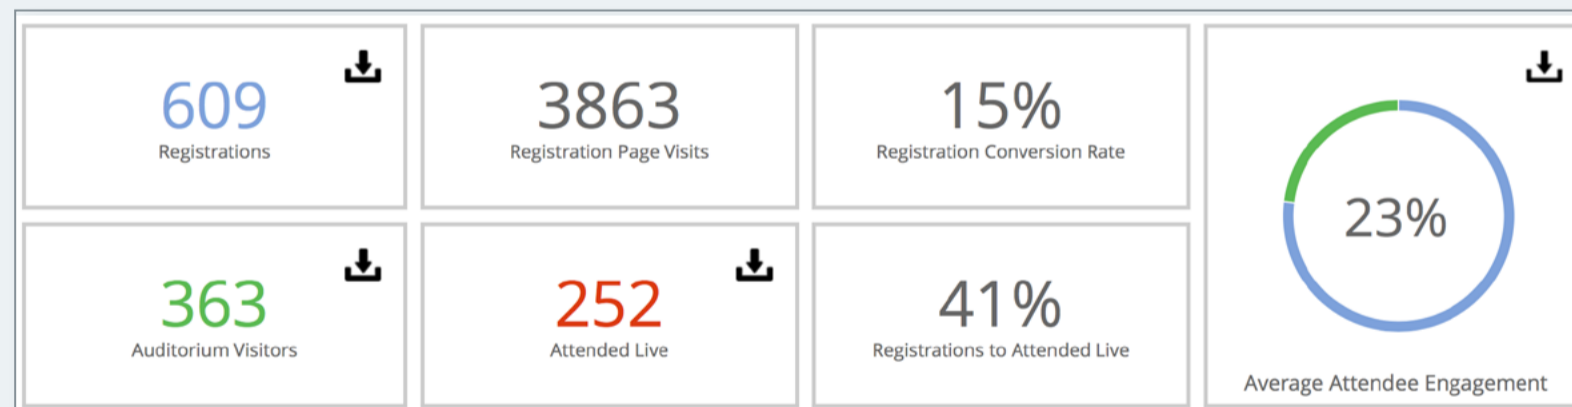 609
Registrations
3863
Registration Page Visits
15%
Registration Conversion Rate
363
Auditorium Visitors
252
Attended Live
41%
Registrations to Attended Live
23%
Average Attendee Engagement